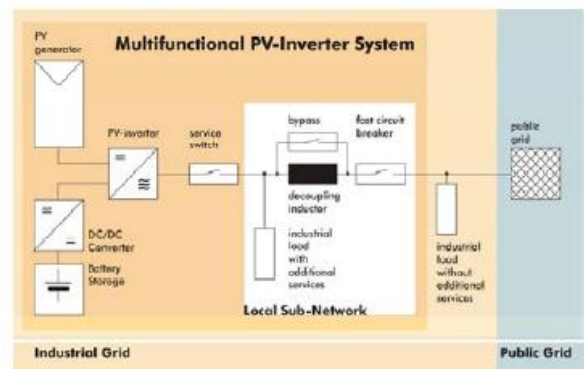 PV
generator
Multifunctional PV-Inverter System
PV-inverter
service
switch
bypass
fast circuit
breaker
public
grid
decoupling
inductor
DC/DC
Converter
Battery
Storage
industrial
load
with
additional
services
industrial
load without
additional
services
Local Sub-Network
Industrial Grid
Public Grid